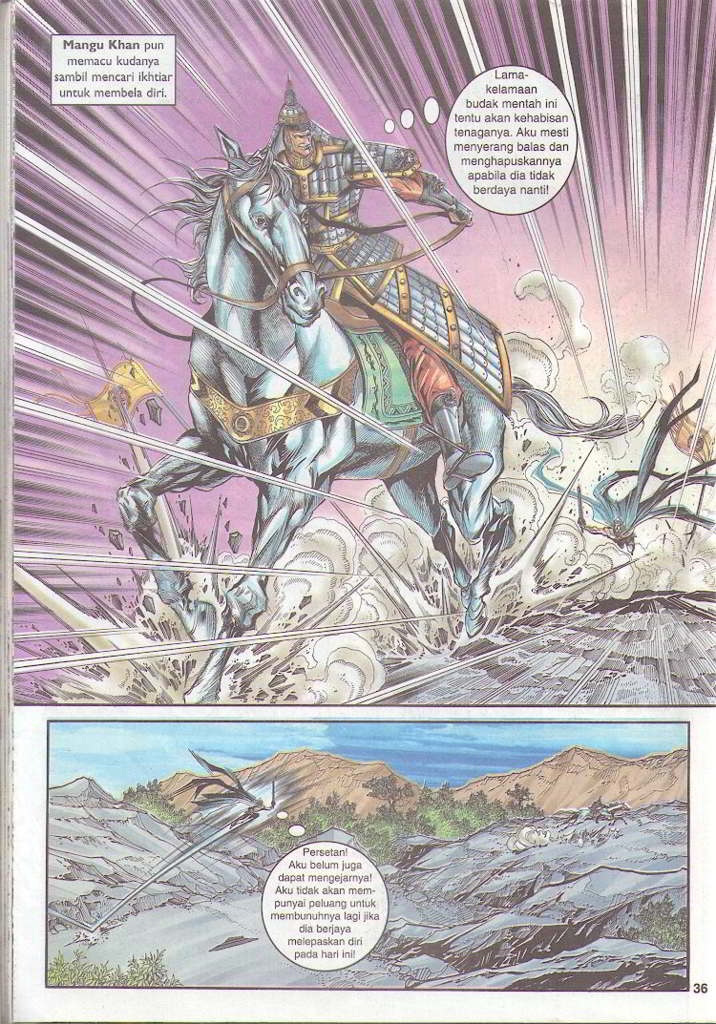 Mangu Khan pun
memacu kudanya
sambil mencari ikhtiar
untuk membela diri.
Lama-
kelamaan
budak mentah ini
tentu akan kehabisan
tenaganya. Aku mesti
menyerang balas dan
menghapuskannya
apabila dia tidak
berdaya nanti!
Persetan!
Aku belum juga
dapat mengejarnya!
Aku tidak akan mem-
punyai peluang untuk
membunuhnya lagi jika
dia berjaya
melepaskan diri
pada hari ini!
36